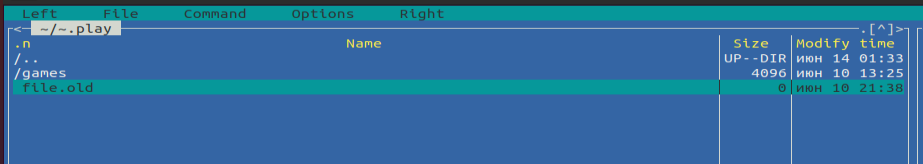 Left File Command Options Right
<- ~/~.play .[^]>
.n Name Size Modify time
/.. UP--DIR июн 14 01:33
/games 4096 июн 10 13:25
file.old 0 июн 10 21:38